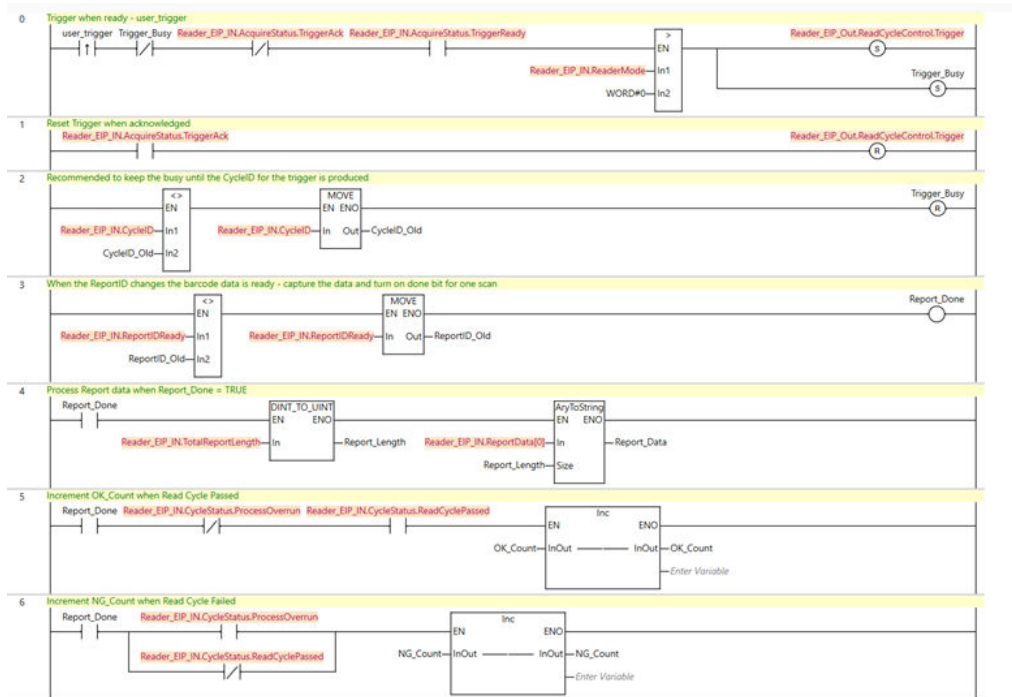 0 Trigger when ready - user_trigger
user_trigger Trigger_Busy Reader_EIP_IN.AcquireStatus.TriggerAck Reader_EIP_IN.AcquireStatus.TriggerReady > Reader_EIP_Out.ReadCycleControl.Trigger
EN S
Reader_EIP_IN.ReaderMode In1 Trigger_Busy
WORD#0 In2 S
1 Reset Trigger when acknowledged
Reader_EIP_IN.AcquireStatus.TriggerAck Reader_EIP_Out.ReadCycleControl.Trigger
R
2 Recommended to keep the busy until the CycleID for the trigger is produced
<> MOVE Trigger_Busy
EN EN ENO R
Reader_EIP_IN.CycleID In1 Reader_EIP_IN.CycleID In Out CycleID_Old
CycleID_Old In2
3 When the ReportID changes the barcode data is ready - capture the data and turn on done bit for one scan
<> MOVE Report_Done
EN EN ENO
Reader_EIP_IN.ReportIDReady In1 Reader_EIP_IN.ReportIDReady In Out ReportID_Old
ReportID_Old In2
4 Process Report data when Report_Done = TRUE
Report_Done DINT_TO_UINT AryToString
EN ENO EN ENO
Reader_EIP_IN.TotalReportLength In Report_Length Reader_EIP_IN.ReportData[0] In Report_Data
Report_Length Size
5 Increment OK_Count when Read Cycle Passed
Report_Done Reader_EIP_IN.CycleStatus.ProcessOverrun Reader_EIP_IN.CycleStatus.ReadCyclePassed Inc
EN ENO
OK_Count InOut InOut OK_Count
Enter Variable
6 Increment NG_Count when Read Cycle Failed
Report_Done Reader_EIP_IN.CycleStatus.ProcessOverrun Inc
EN ENO
Reader_EIP_IN.CycleStatus.ReadCyclePassed NG_Count InOut InOut NG_Count
Enter Variable